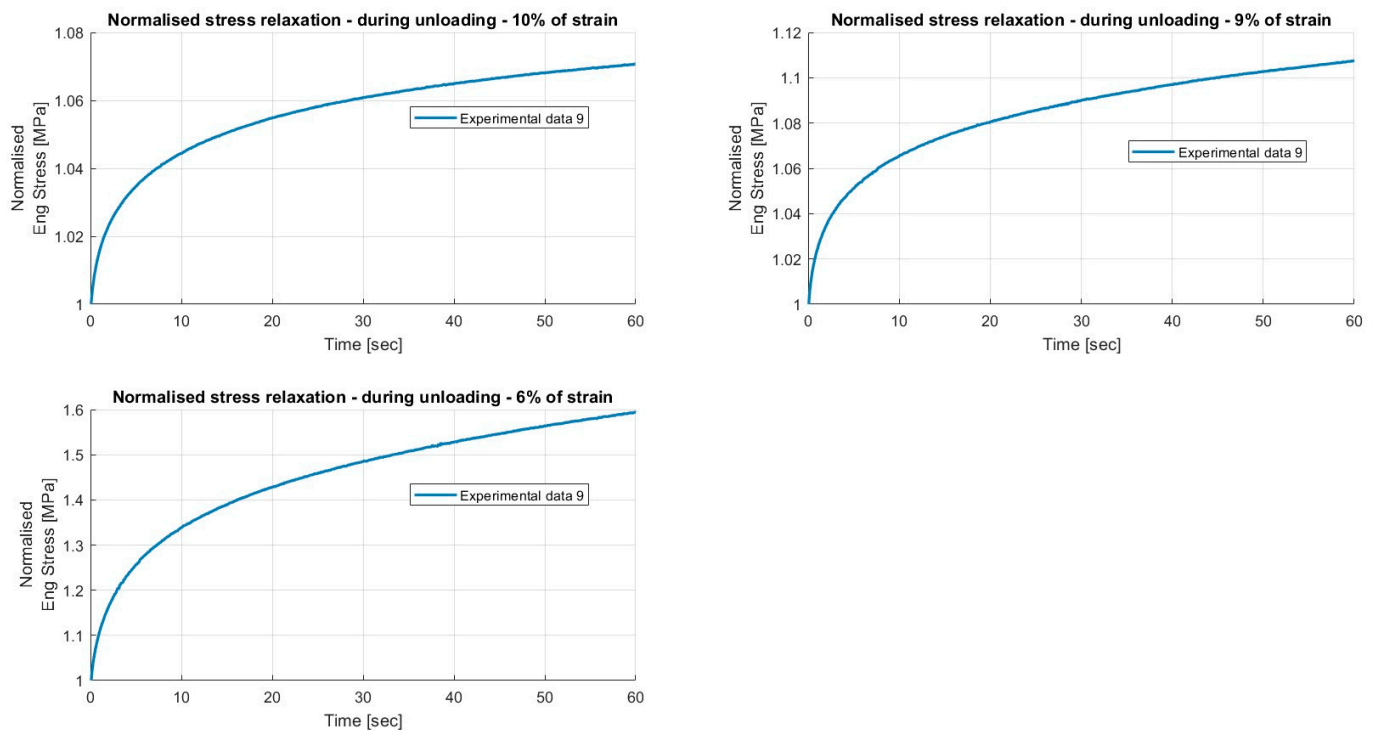 Normalised stress relaxation - during unloading - 10% of strain
1.08
1.06
1.04
1.02
1
Normalised
Eng Stress [MPa]
Experimental data 9
0 10 20 30 40 50 60
Time [sec]
Normalised stress relaxation - during unloading - 9% of strain
1.12
1.1
1.08
1.06
1.04
1.02
1
Normalised
Eng Stress [MPa]
Experimental data 9
0 10 20 30 40 50 60
Time [sec]
Normalised stress relaxation - during unloading - 6% of strain
1.6
1.5
1.4
1.3
1.2
1.1
1
Normalised
Eng Stress [MPa]
Experimental data 9
0 10 20 30 40 50 60
Time [sec]